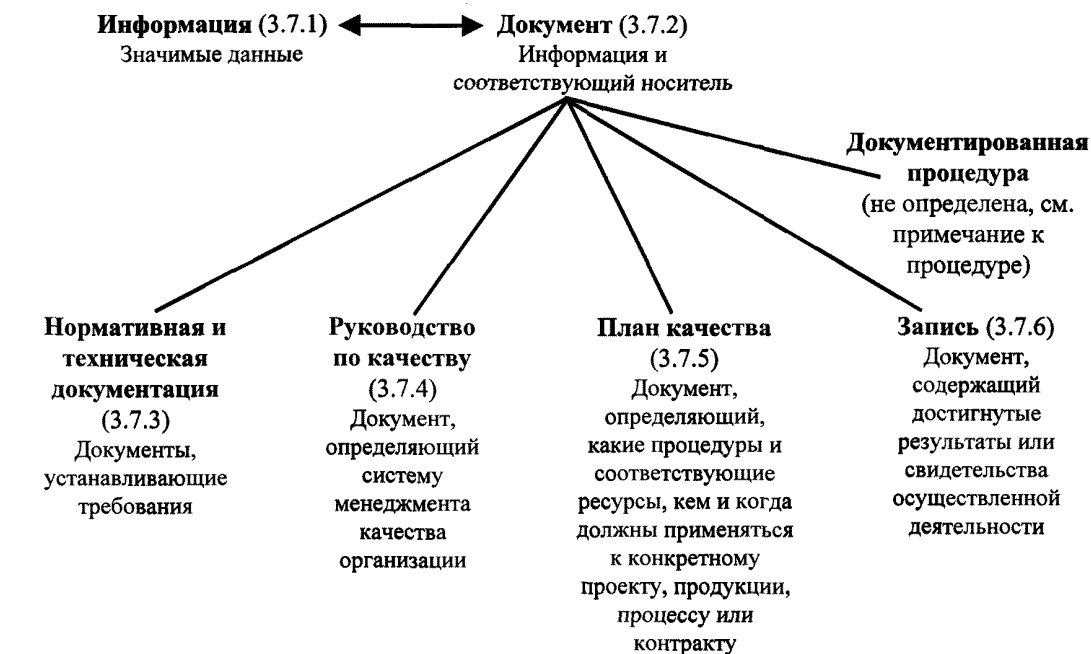 Информация (3.7.1)
Значимые данные
Документ (3.7.2)
Информация и
соответствующий носитель
Документированная
процедура
(не определена, см.
примечание к
процедуре)
Нормативная и
техническая
документация
(3.7.3)
Документы,
устанавливающие
требования
Руководство
по качеству
(3.7.4)
Документ,
определяющий
систему
менеджмента
качества
организации
План качества
(3.7.5)
Документ,
определяющий,
какие процедуры и
соответствующие
ресурсы, кем и когда
должны применяться
к конкретному
проекту, продукции,
процессу или
контракту
Запись (3.7.6)
Документ,
содержащий
достигнутые
результаты или
свидетельства
осуществленной
деятельности